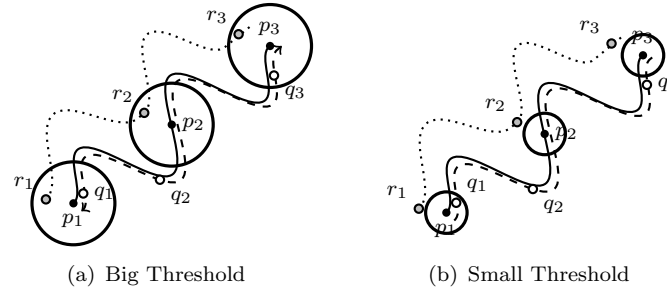 r3
p3
q3
r2
p2
q2
r1
q1
p1
(a) Big Threshold
r3
p3
q
r2
p2
q2
r1
q1
p1
(b) Small Threshold